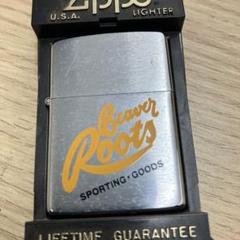 Zippo
U.S.A. LIGHTER
Beaver
Roots
SPORTING·GOODS
LIFETIME GUARANTEE